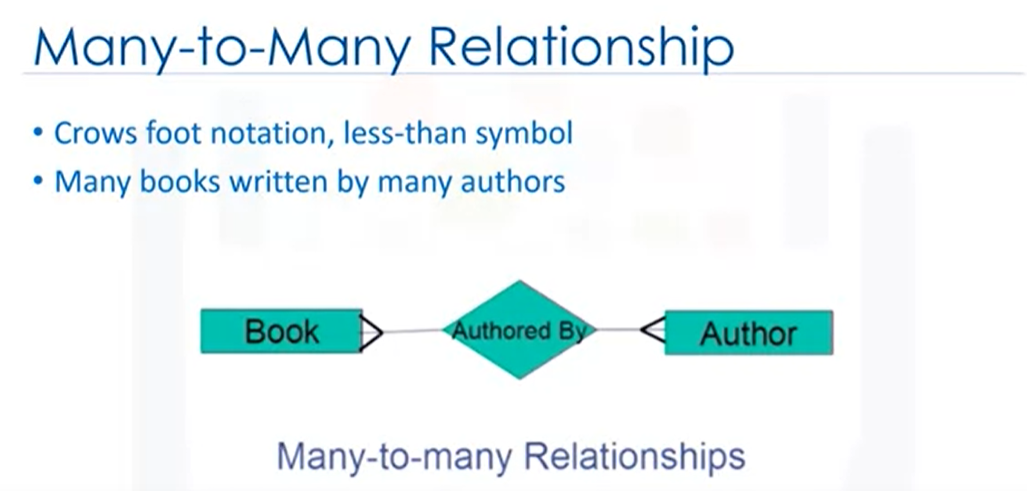 Many-to-Many Relationship
• Crows foot notation, less-than symbol
• Many books written by many authors
Book
Authored By
Author
Many-to-many Relationships